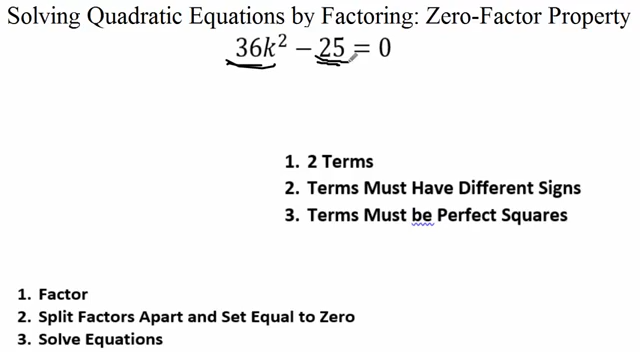 Solving Quadratic Equations by Factoring: Zero-Factor Property
36k² − 25 = 0
1. 2 Terms
2. Terms Must Have Different Signs
3. Terms Must be Perfect Squares
1. Factor
2. Split Factors Apart and Set Equal to Zero
3. Solve Equations